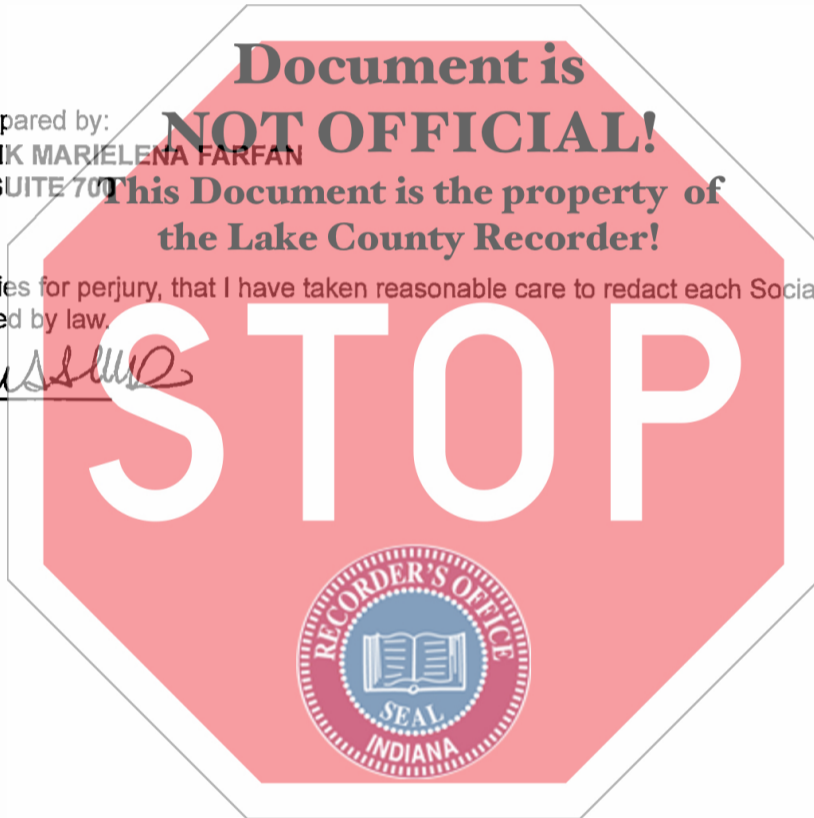 Document is
NOT OFFICIAL!
This Document is the property of
the Lake County Recorder!
pared by:
K MARIELENA FARFAN
SUITE 700
ies for perjury, that I have taken reasonable care to redact each Socia
ed by law.
STOP
RECORDER'S OFFICE
SEAL
INDIANA